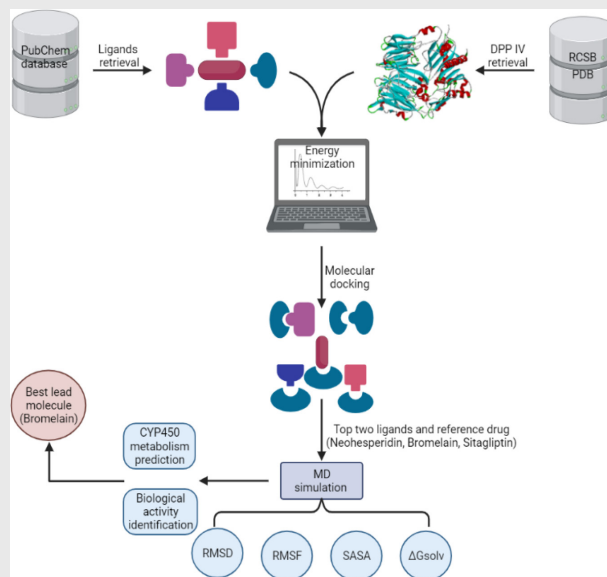 PubChem
database
Ligands
retrieval
DPP IV
retrieval
RCSB
PDB
Energy
minimization
Molecular
docking
Top two ligands and reference drug
(Neohesperidin, Bromelain, Sitagliptin)
Best lead
molecule
(Bromelain)
CYP450
metabolism
prediction
Biological
activity
identification
MD
simulation
RMSD
RMSF
SASA
ΔGsolv